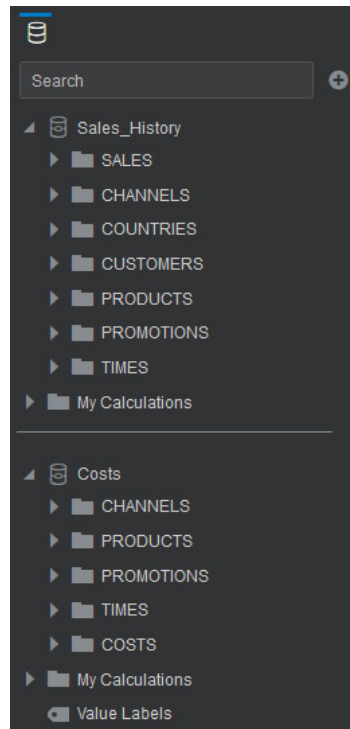 Search
Sales_History
SALES
CHANNELS
COUNTRIES
CUSTOMERS
PRODUCTS
PROMOTIONS
TIMES
My Calculations
Costs
CHANNELS
PRODUCTS
PROMOTIONS
TIMES
COSTS
My Calculations
Value Labels